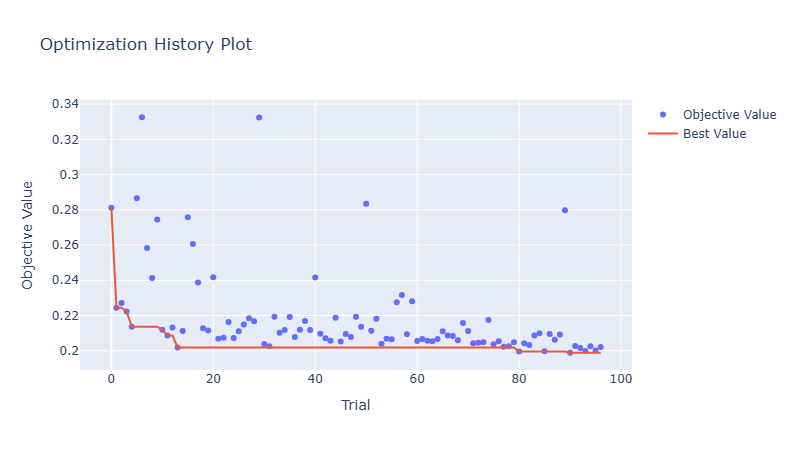 Optimization History Plot
0.34
0.32
0.3
0.28
0.26
0.24
0.22
0.2
Objective Value
0 20 40 60 80 100
Trial
Objective Value
Best Value